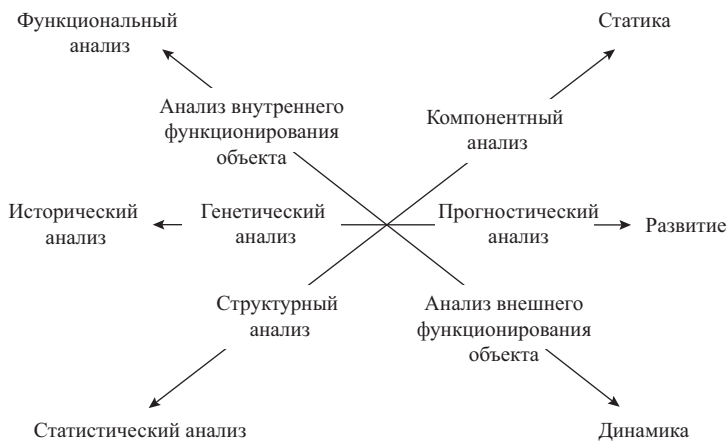 Функциональный
анализ
Статика
Анализ внутреннего
функционирования
объекта
Компонентный
анализ
Исторический
анализ
Генетический
анализ
Прогностический
анализ
Развитие
Структурный
анализ
Анализ внешнего
функционирования
объекта
Статистический анализ
Динамика